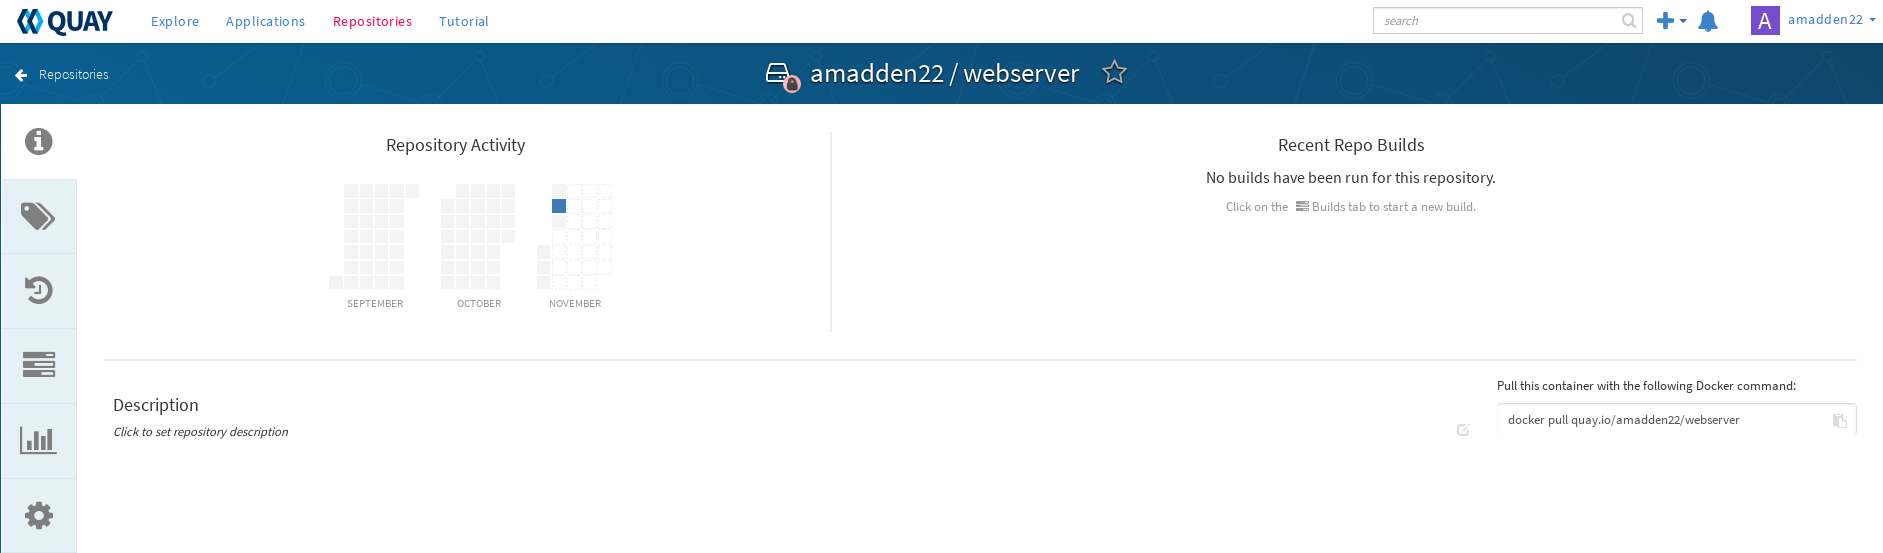 QUAY Explore Applications Repositories Tutorial search A amadden22
Repositories amadden22 / webserver
Repository Activity
SEPTEMBER OCTOBER NOVEMBER
Recent Repo Builds
No builds have been run for this repository.
Click on the Builds tab to start a new build.
Description
Click to set repository description
Pull this container with the following Docker command:
docker pull quay.io/amadden22/webserver